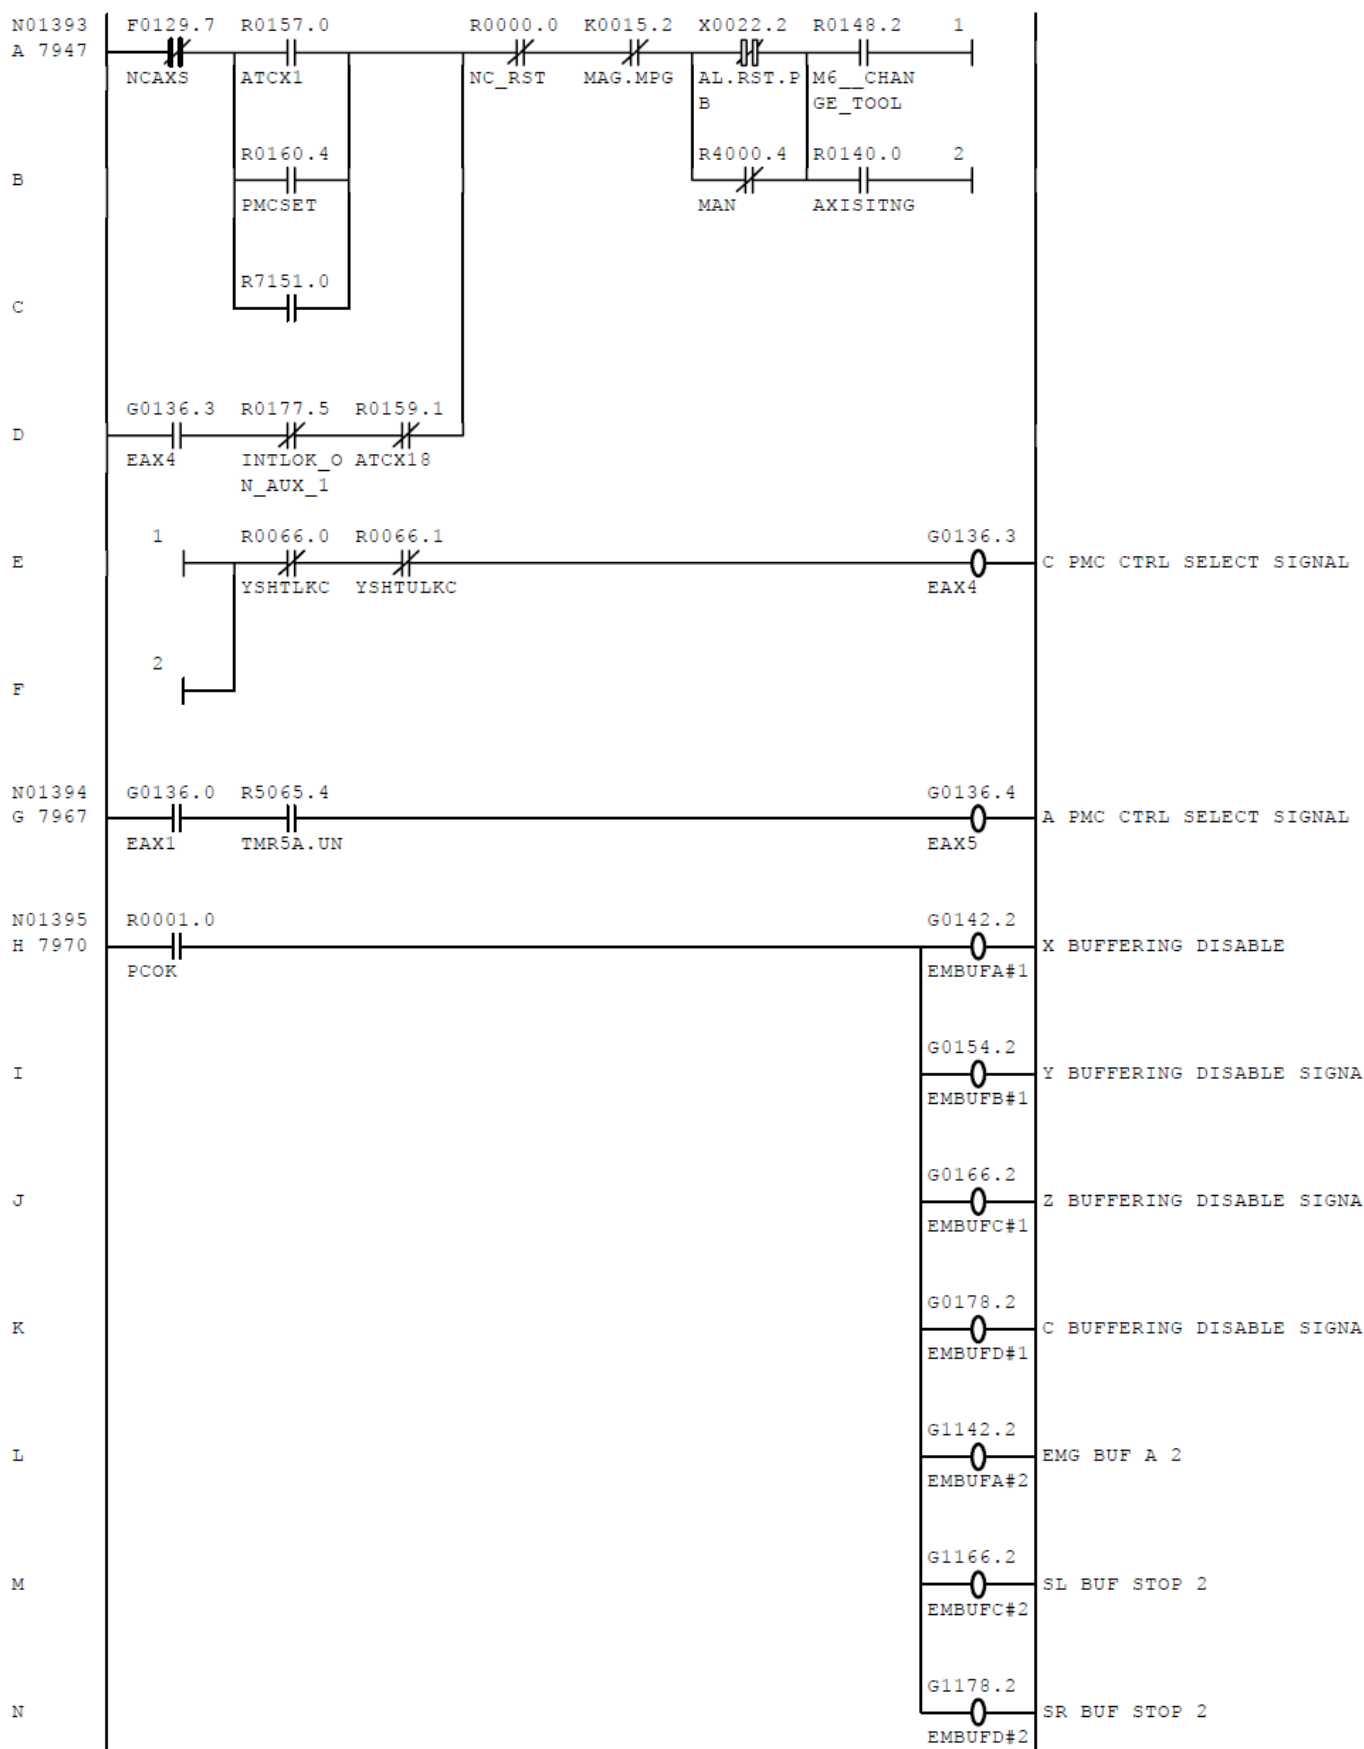 N01393 F0129.7 R0157.0 R0000.0 K0015.2 X0022.2 R0148.2 1
A 7947
NCAXS ATCX1 NC_RST MAG.MPG AL.RST.P M6__CHAN
B GE_TOOL
R0160.4 R4000.4 R0140.0 2
B
PMCSET MAN AXISITNG
R7151.0
C
G0136.3 R0177.5 R0159.1
D
EAX4 INTLOK_O ATCX18
N_AUX_1
1 R0066.0 R0066.1 G0136.3
E C PMC CTRL SELECT SIGNAL
YSHTLKC YSHTULKC EAX4
2
F
N01394 G0136.0 R5065.4 G0136.4
G 7967 A PMC CTRL SELECT SIGNAL
EAX1 TMR5A.UN EAX5
N01395 R0001.0 G0142.2
H 7970 X BUFFERING DISABLE
PCOK EMBUFA#1
G0154.2
I Y BUFFERING DISABLE SIGNA
EMBUFB#1
G0166.2
J Z BUFFERING DISABLE SIGNA
EMBUFC#1
G0178.2
K C BUFFERING DISABLE SIGNA
EMBUFD#1
G1142.2
L EMG BUF A 2
EMBUFA#2
G1166.2
M SL BUF STOP 2
EMBUFC#2
G1178.2
N SR BUF STOP 2
EMBUFD#2